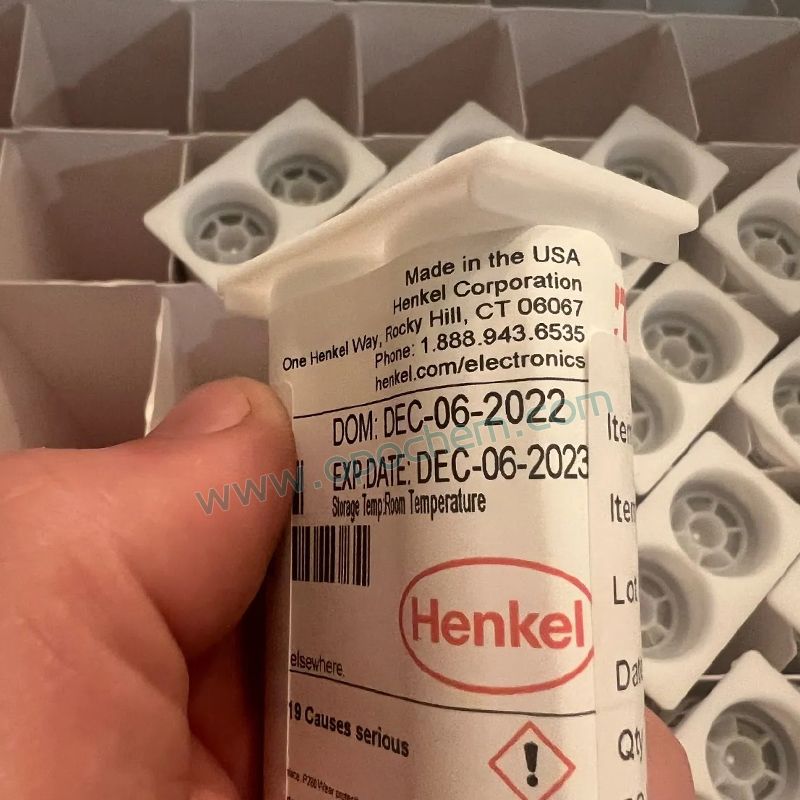 Made in the USA
Henkel Corporation
One Henkel Way, Rocky Hill, CT 06067
Phone: 1.888.943.6535
henkel.com/electronics
DOM: DEC-06-2022
EXP.DATE: DEC-06-2023
Storage Temp:Room Temperature
www.opochem.com
Henkel
elsewhere.
19 Causes serious
Item
Item
Lot
Qty